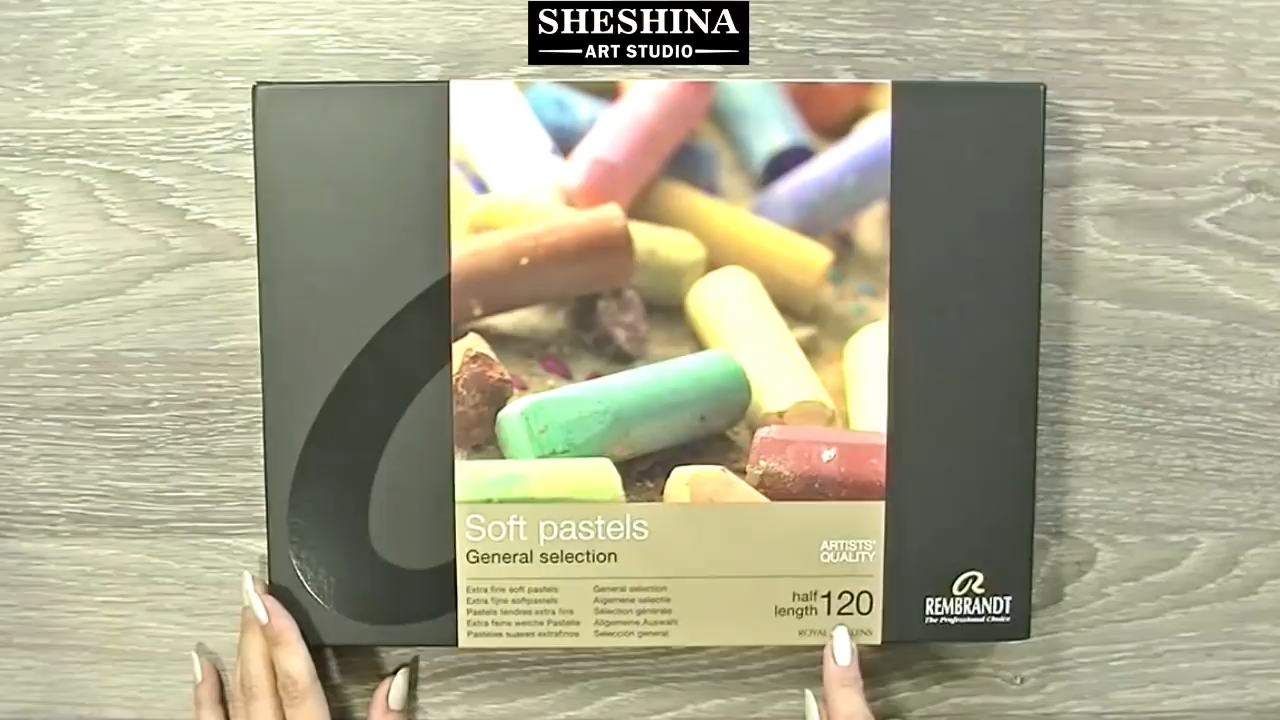 SHESHINA
ART STUDIO
Soft pastels
General selection
ARTISTS'
QUALITY
Extra fine soft pastels
General selection
Extra fijne softpastels
Algemene selectie
Pastels tendres extra fins
Sélection générale
Extra feine weiche Pastelle
Allgemeine Auswahl
Pasteles suaves extrafinos
Selección general
half
length 120
ROYAL
REMBRANDT
The Professional Choice